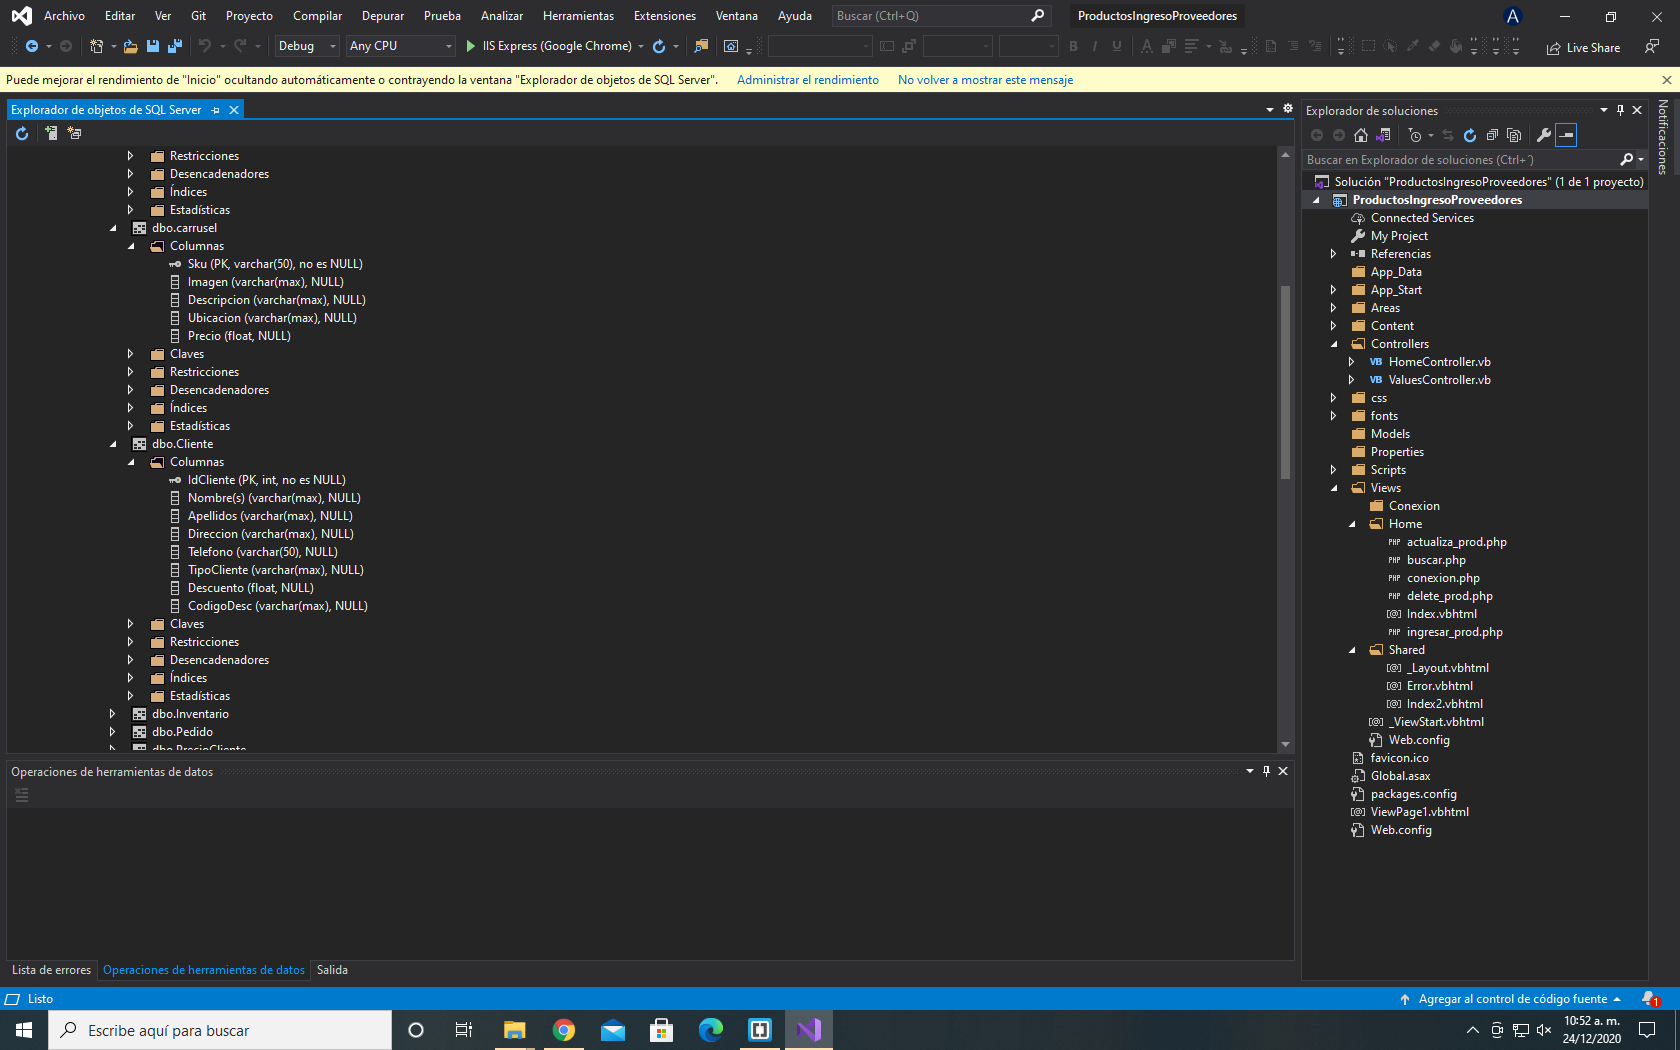 Archivo Editar Ver Git Proyecto Compilar Depurar Prueba Analizar Herramientas Extensiones Ventana Ayuda Buscar (Ctrl+Q) ProductosIngresoProveedores A
Debug Any CPU IIS Express (Google Chrome) Live Share
Puede mejorar el rendimiento de "Inicio" ocultando automáticamente o contrayendo la ventana "Explorador de objetos de SQL Server". Administrar el rendimiento No volver a mostrar este mensaje
Explorador de objetos de SQL Server
Restricciones
Desencadenadores
Índices
Estadísticas
dbo.carrusel
Columnas
Sku (PK, varchar(50), no es NULL)
Imagen (varchar(max), NULL)
Descripcion (varchar(max), NULL)
Ubicacion (varchar(max), NULL)
Precio (float, NULL)
Claves
Restricciones
Desencadenadores
Índices
Estadísticas
dbo.Cliente
Columnas
IdCliente (PK, int, no es NULL)
Nombre(s) (varchar(max), NULL)
Apellidos (varchar(max), NULL)
Direccion (varchar(max), NULL)
Telefono (varchar(50), NULL)
TipoCliente (varchar(max), NULL)
Descuento (float, NULL)
CodigoDesc (varchar(max), NULL)
Claves
Restricciones
Desencadenadores
Índices
Estadísticas
dbo.Inventario
dbo.Pedido
dbo.PrecioCliente
Operaciones de herramientas de datos
Lista de errores Operaciones de herramientas de datos Salida
Explorador de soluciones
Buscar en Explorador de soluciones (Ctrl+´)
Solución "ProductosIngresoProveedores" (1 de 1 proyecto)
ProductosIngresoProveedores
Connected Services
My Project
Referencias
App_Data
App_Start
Areas
Content
Controllers
VB HomeController.vb
VB ValuesController.vb
css
fonts
Models
Properties
Scripts
Views
Conexion
Home
PHP actualiza_prod.php
PHP buscar.php
PHP conexion.php
PHP delete_prod.php
[@] Index.vbhtml
PHP ingresar_prod.php
Shared
[@] _Layout.vbhtml
[@] Error.vbhtml
[@] Index2.vbhtml
[@] _ViewStart.vbhtml
Web.config
favicon.ico
Global.asax
packages.config
[@] ViewPage1.vbhtml
Web.config
Notificaciones
Listo Agregar al control de código fuente 1
Escribe aquí para buscar
10:52 a. m.
24/12/2020